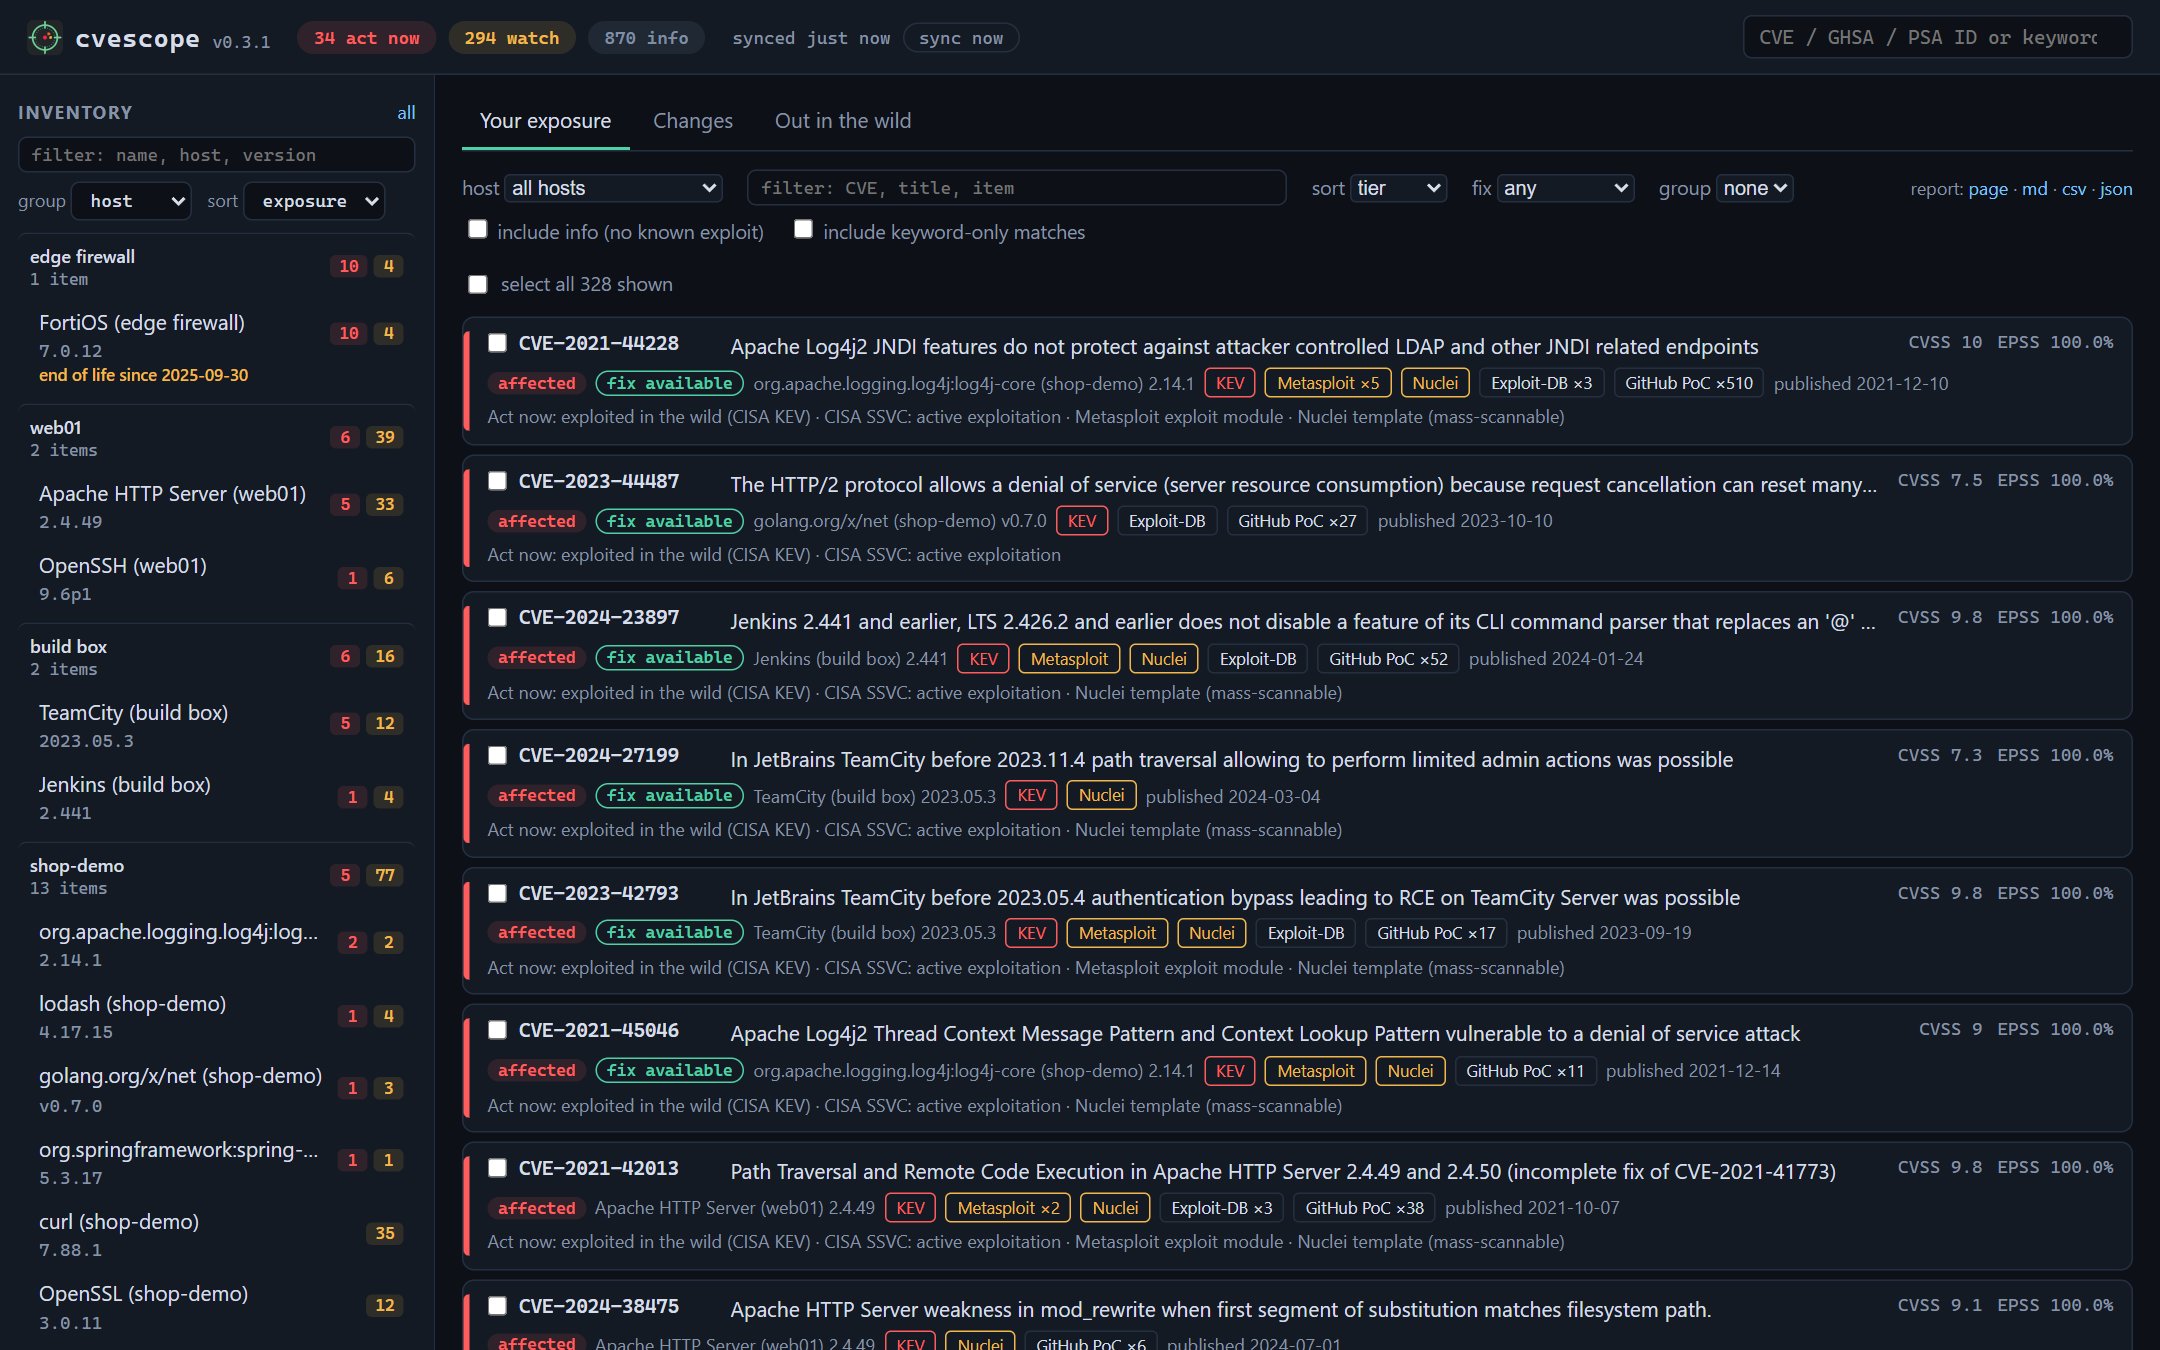 cvescope v0.3.1 34 act now 294 watch 870 info synced just now sync now CVE / GHSA / PSA ID or keyword
INVENTORY all
filter: name, host, version
group host sort exposure
edge firewall 10 4
1 item
FortiOS (edge firewall) 10 4
7.0.12
end of life since 2025-09-30
web01 6 39
2 items
Apache HTTP Server (web01) 5 33
2.4.49
OpenSSH (web01) 1 6
9.6p1
build box 6 16
2 items
TeamCity (build box) 5 12
2023.05.3
Jenkins (build box) 1 4
2.441
shop-demo 5 77
13 items
org.apache.logging.log4j:log... 2 2
2.14.1
lodash (shop-demo) 1 4
4.17.15
golang.org/x/net (shop-demo) 1 3
v0.7.0
org.springframework:spring-... 1 1
5.3.17
curl (shop-demo) 35
7.88.1
OpenSSL (shop-demo) 12
3.0.11
Your exposure Changes Out in the wild
host all hosts filter: CVE, title, item sort tier fix any group none report: page · md · csv · json
include info (no known exploit) include keyword-only matches
select all 328 shown
CVE-2021-44228 Apache Log4j2 JNDI features do not protect against attacker controlled LDAP and other JNDI related endpoints CVSS 10 EPSS 100.0%
affected fix available org.apache.logging.log4j:log4j-core (shop-demo) 2.14.1 KEV Metasploit ×5 Nuclei Exploit-DB ×3 GitHub PoC ×510 published 2021-12-10
Act now: exploited in the wild (CISA KEV) · CISA SSVC: active exploitation · Metasploit exploit module · Nuclei template (mass-scannable)
CVE-2023-44487 The HTTP/2 protocol allows a denial of service (server resource consumption) because request cancellation can reset many... CVSS 7.5 EPSS 100.0%
affected fix available golang.org/x/net (shop-demo) v0.7.0 KEV Exploit-DB GitHub PoC ×27 published 2023-10-10
Act now: exploited in the wild (CISA KEV) · CISA SSVC: active exploitation
CVE-2024-23897 Jenkins 2.441 and earlier, LTS 2.426.2 and earlier does not disable a feature of its CLI command parser that replaces an '@' ... CVSS 9.8 EPSS 100.0%
affected fix available Jenkins (build box) 2.441 KEV Metasploit Nuclei Exploit-DB GitHub PoC ×52 published 2024-01-24
Act now: exploited in the wild (CISA KEV) · CISA SSVC: active exploitation · Nuclei template (mass-scannable)
CVE-2024-27199 In JetBrains TeamCity before 2023.11.4 path traversal allowing to perform limited admin actions was possible CVSS 7.3 EPSS 100.0%
affected fix available TeamCity (build box) 2023.05.3 KEV Nuclei published 2024-03-04
Act now: exploited in the wild (CISA KEV) · CISA SSVC: active exploitation · Nuclei template (mass-scannable)
CVE-2023-42793 In JetBrains TeamCity before 2023.05.4 authentication bypass leading to RCE on TeamCity Server was possible CVSS 9.8 EPSS 100.0%
affected fix available TeamCity (build box) 2023.05.3 KEV Metasploit Nuclei Exploit-DB GitHub PoC ×17 published 2023-09-19
Act now: exploited in the wild (CISA KEV) · CISA SSVC: active exploitation · Metasploit exploit module · Nuclei template (mass-scannable)
CVE-2021-45046 Apache Log4j2 Thread Context Message Pattern and Context Lookup Pattern vulnerable to a denial of service attack CVSS 9 EPSS 100.0%
affected fix available org.apache.logging.log4j:log4j-core (shop-demo) 2.14.1 KEV Metasploit Nuclei GitHub PoC ×11 published 2021-12-14
Act now: exploited in the wild (CISA KEV) · CISA SSVC: active exploitation · Nuclei template (mass-scannable)
CVE-2021-42013 Path Traversal and Remote Code Execution in Apache HTTP Server 2.4.49 and 2.4.50 (incomplete fix of CVE-2021-41773) CVSS 9.8 EPSS 100.0%
affected Apache HTTP Server (web01) 2.4.49 KEV Metasploit ×2 Nuclei Exploit-DB ×3 GitHub PoC ×38 published 2021-10-07
Act now: exploited in the wild (CISA KEV) · CISA SSVC: active exploitation · Metasploit exploit module · Nuclei template (mass-scannable)
CVE-2024-38475 Apache HTTP Server weakness in mod_rewrite when first segment of substitution matches filesystem path. CVSS 9.1 EPSS 100.0%
affected Apache HTTP Server (web01) 2.4.49 KEV Nuclei GitHub PoC ×6 published 2024-07-01